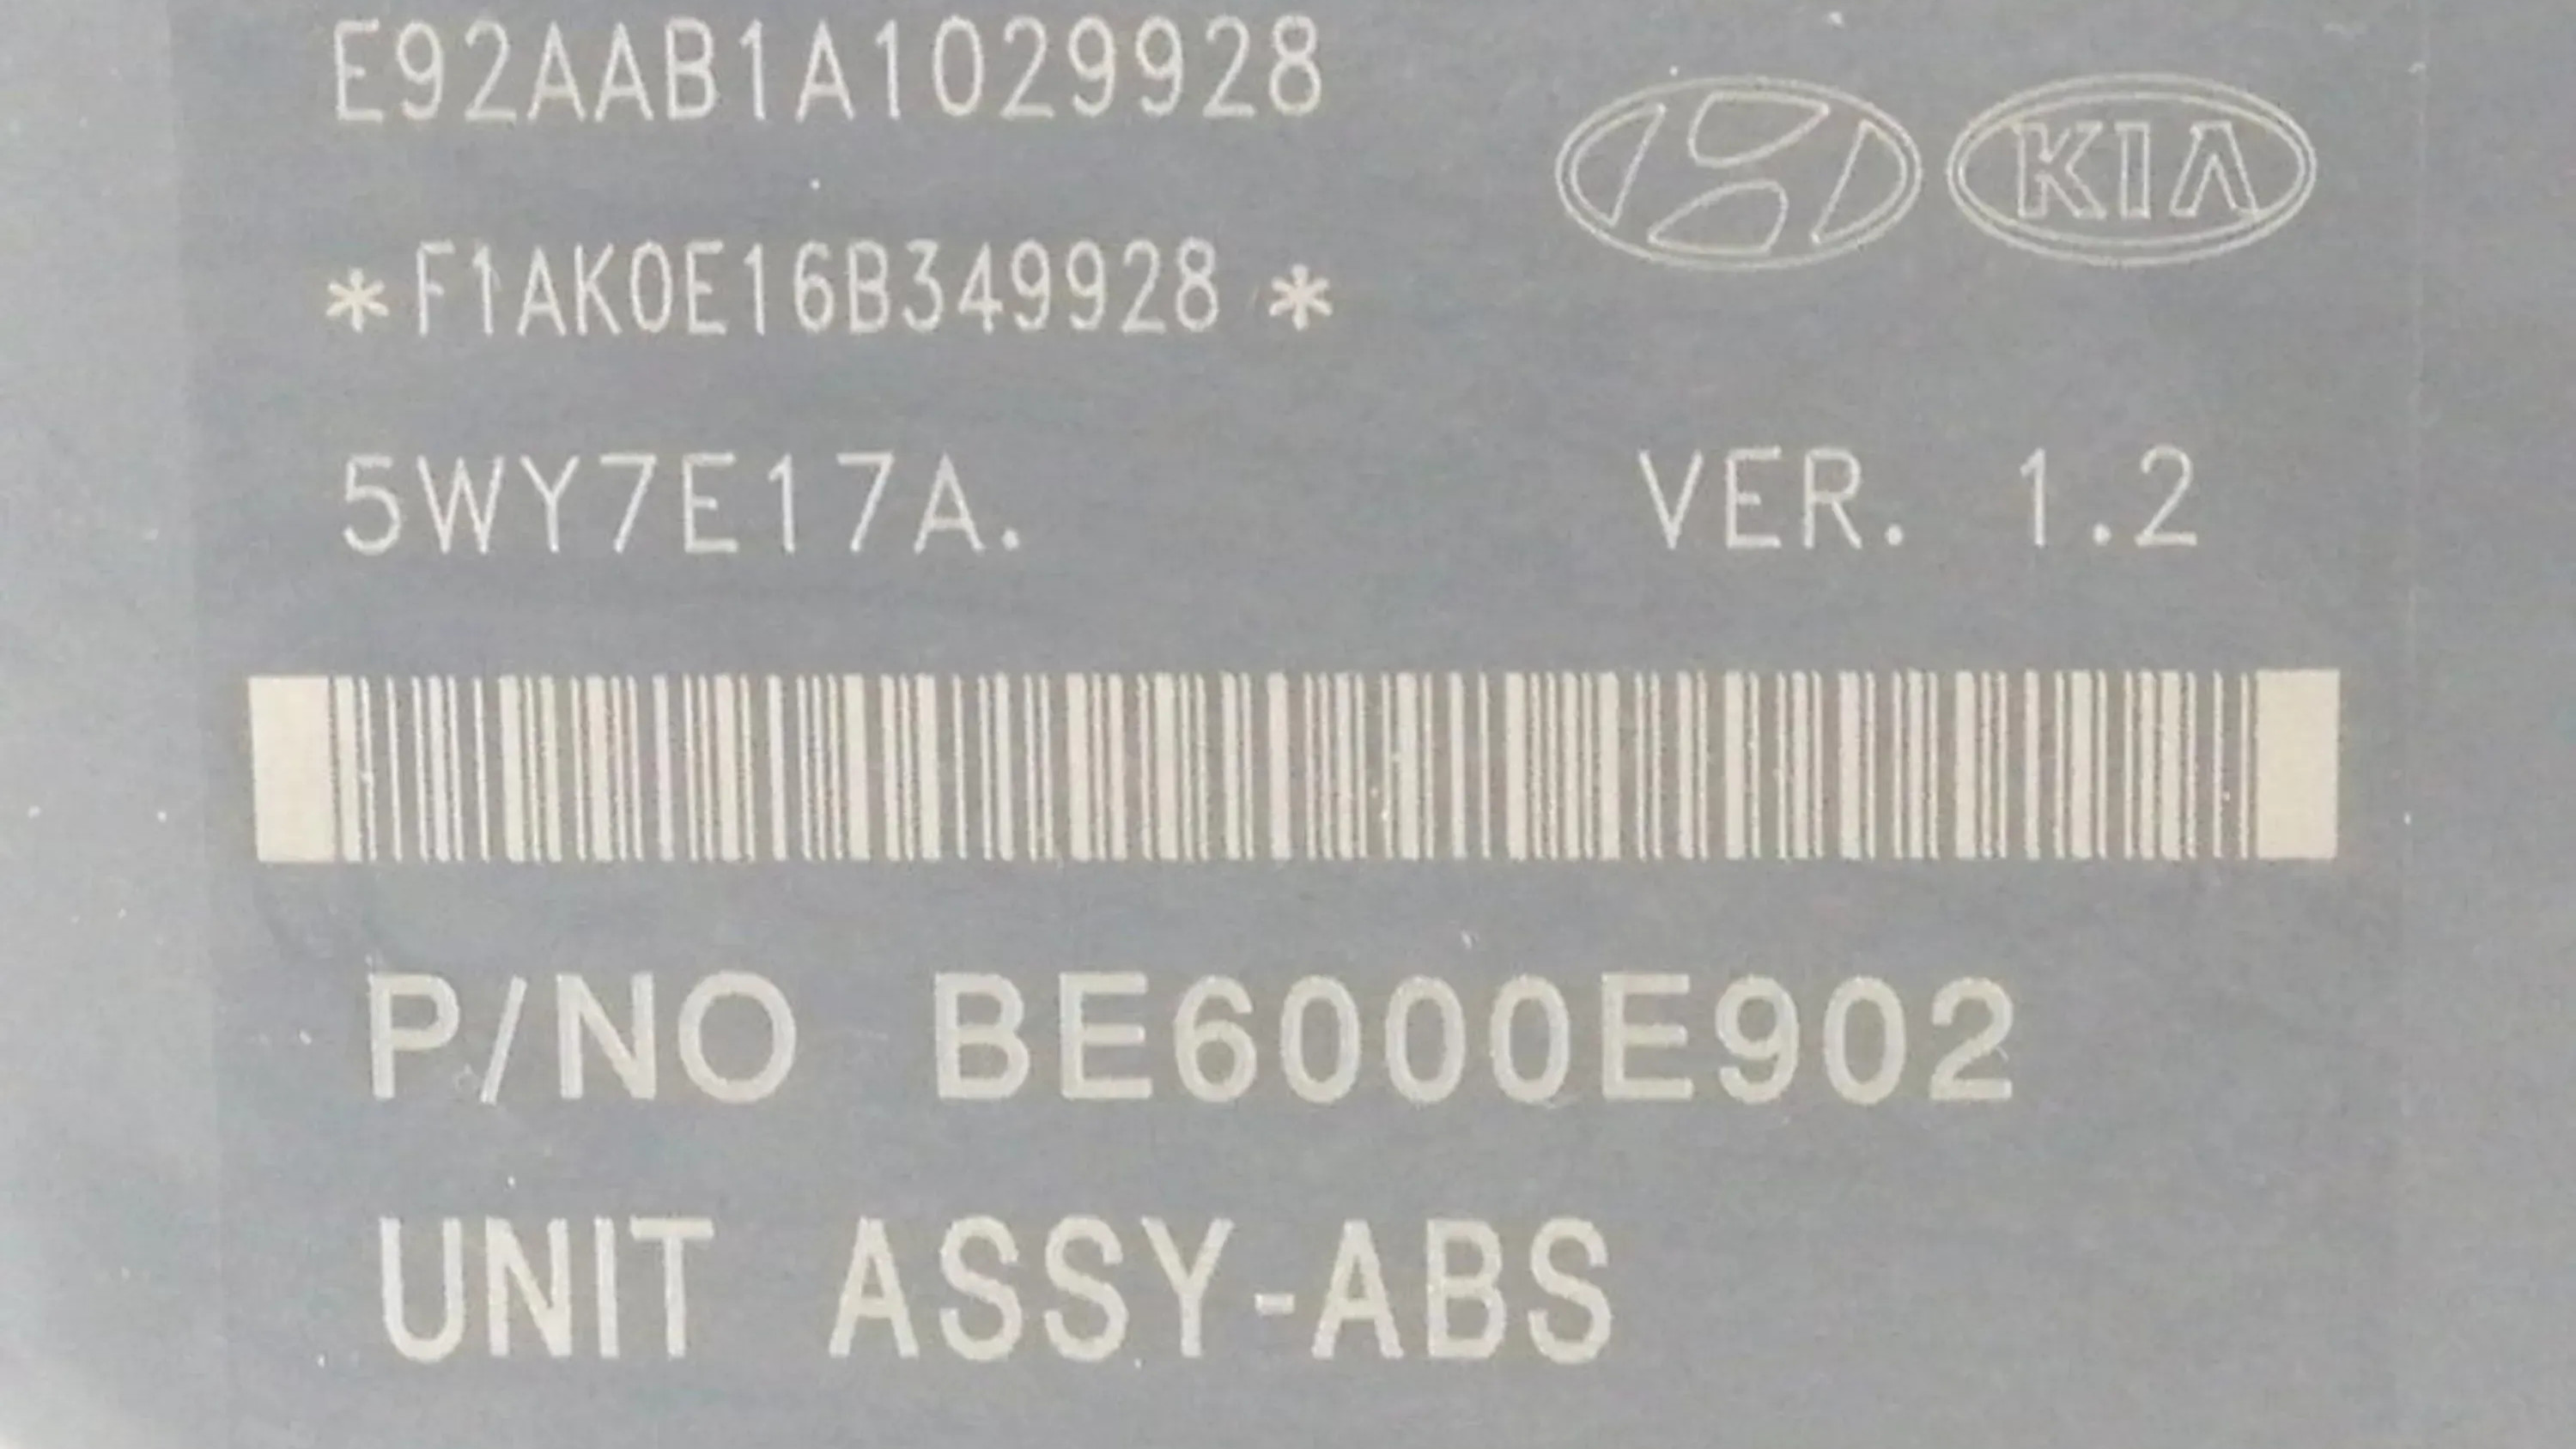 E92AAB1A1029928
KIA
*F1AK0E16B349928 *
5WY7E17A. VER. 1.2
P/NO BE6000E902
UNIT ASSY-ABS